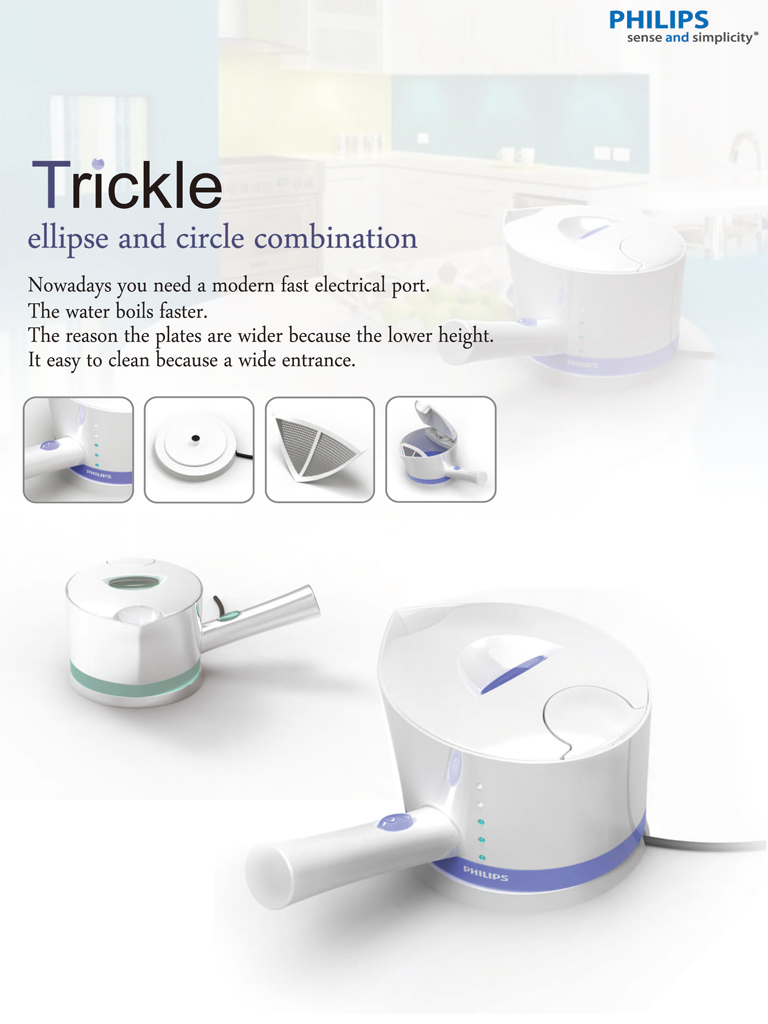 PHILIPS
sense and simplicity*
Trickle
ellipse and circle combination
Nowadays you need a modern fast electrical port.
The water boils faster.
The reason the plates are wider because the lower height.
It easy to clean because a wide entrance.
PHILIPS
PHILIPS
PHILIPS